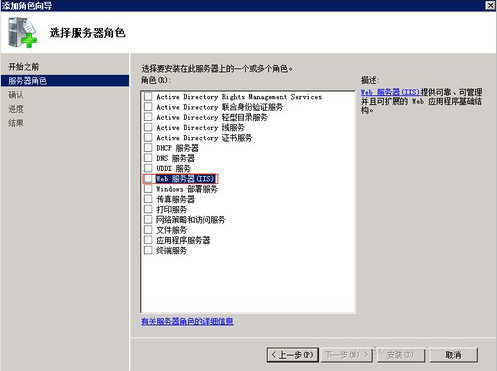 添加角色向导
选择服务器角色
开始之前
服务器角色
确认
进度
结果
选择要安装在此服务器上的一个或多个角色。
角色(R):
Active Directory Rights Management Services
Active Directory 联合身份验证服务
Active Directory 轻型目录服务
Active Directory 域服务
Active Directory 证书服务
DHCP 服务器
DNS 服务器
UDDI 服务
Web 服务器(IIS)
Windows 部署服务
传真服务器
打印服务
网络策略和访问服务
文件服务
应用程序服务器
终端服务
有关服务器角色的详细信息
描述:
Web 服务器(IIS)提供可靠、可管理
并且可扩展的 Web 应用程序基础结
构。
< 上一步(P)
下一步(N) >
安装(I)
取消